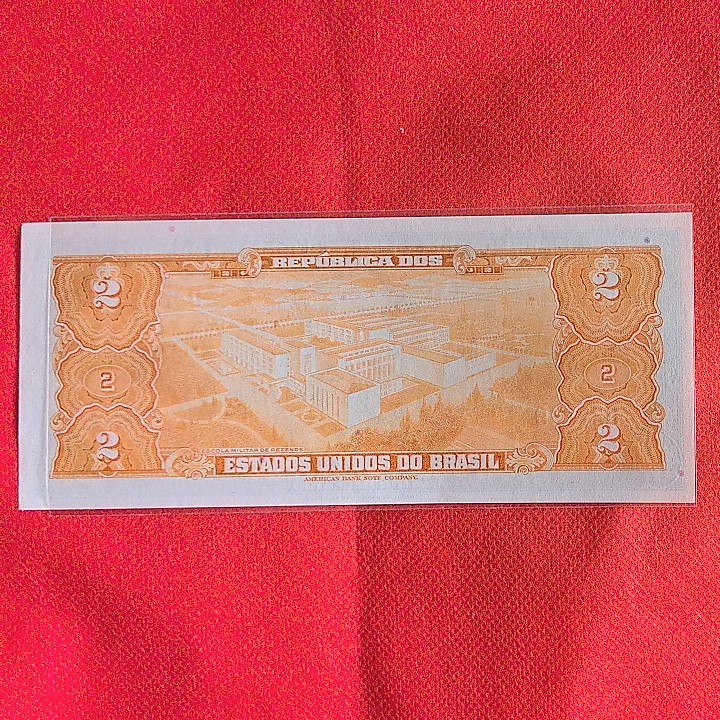 REPÚBLICA DOS
2 2
2 2
2 2
ESCOLA MILITAR DE REZENDE
ESTADOS UNIDOS DO BRASIL
AMERICAN BANK NOTE COMPANY.